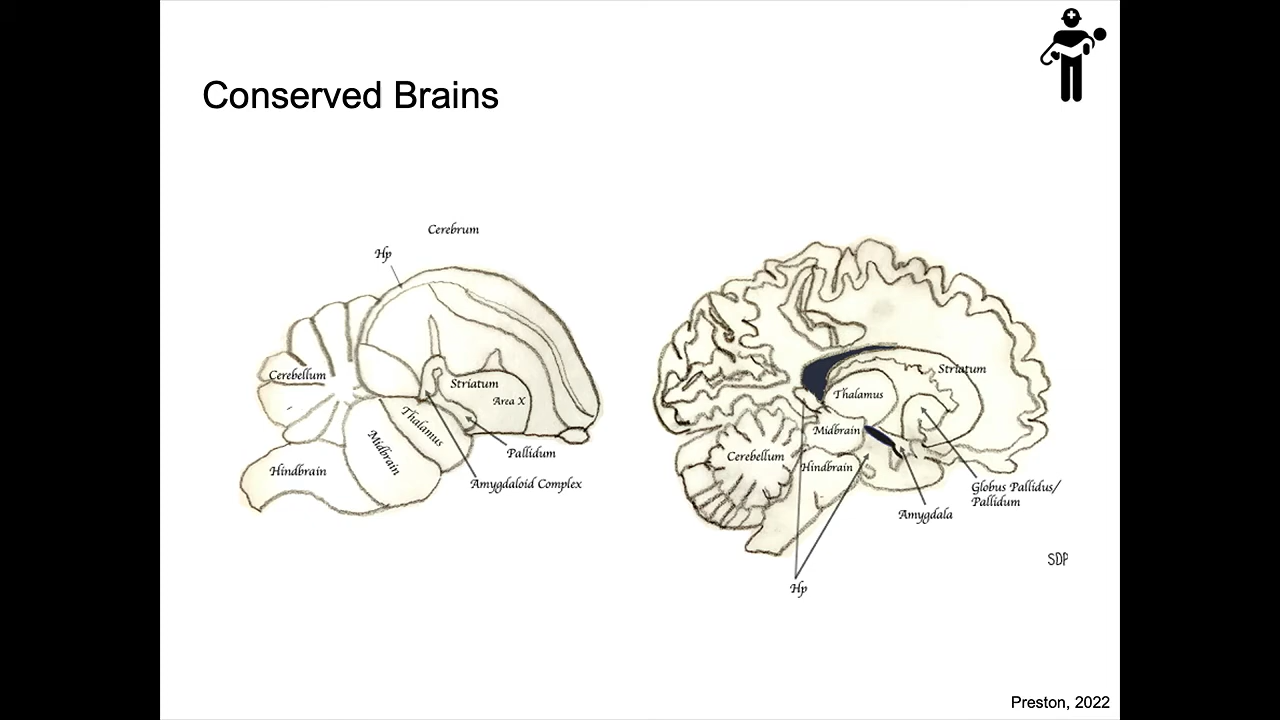 Conserved Brains
Cerebrum
Hp
Cerebellum
Striatum
Area X
Thalamus
Midbrain
Hindbrain
Pallidum
Amygdaloid Complex
Striatum
Thalamus
Midbrain
Cerebellum
Hindbrain
Globus Pallidus/
Pallidum
Amygdala
Hp
SDP
Preston, 2022